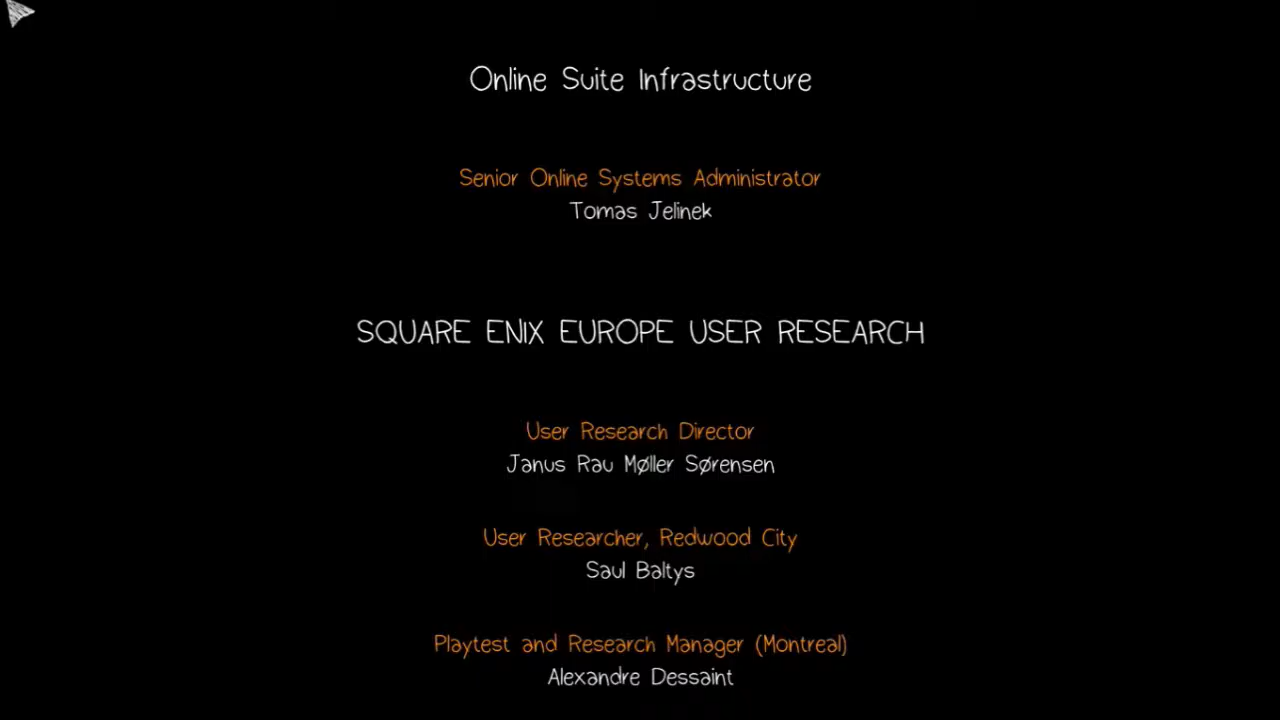 Online Suite Infrastructure
Senior Online Systems Administrator
Tomas Jelinek
SQUARE ENIX EUROPE USER RESEARCH
User Research Director
Janus Rau Møller Sørensen
User Researcher, Redwood City
Saul Baltys
Playtest and Research Manager (Montreal)
Alexandre Dessaint